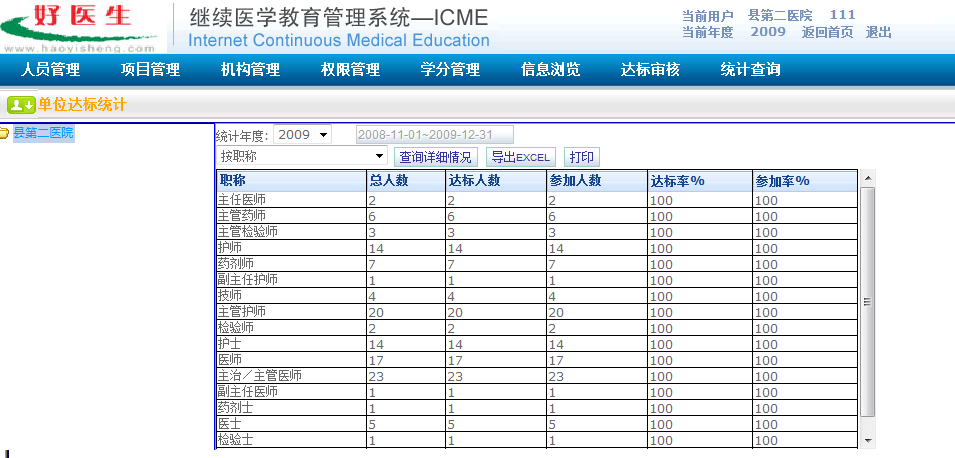 好医生
www.haoyisheng.com
继续医学教育管理系统—ICME
Internet Continuous Medical Education
当前用户 县第二医院 111
当前年度 2009 返回首页 退出
人员管理 项目管理 机构管理 权限管理 学分管理 信息浏览 达标审核 统计查询
单位达标统计
县第二医院
统计年度: 2009 2008-11-01~2009-12-31
按职称 查询详细情况 导出EXCEL 打印
职称 总人数 达标人数 参加人数 达标率% 参加率%
主任医师 2 2 2 100 100
主管药师 6 6 6 100 100
主管检验师 3 3 3 100 100
护师 14 14 14 100 100
药剂师 7 7 7 100 100
副主任护师 1 1 1 100 100
技师 4 4 4 100 100
主管护师 20 20 20 100 100
检验师 2 2 2 100 100
护士 14 14 14 100 100
医师 17 17 17 100 100
主治／主管医师 23 23 23 100 100
副主任医师 1 1 1 100 100
药剂士 1 1 1 100 100
医士 5 5 5 100 100
检验士 1 1 1 100 100